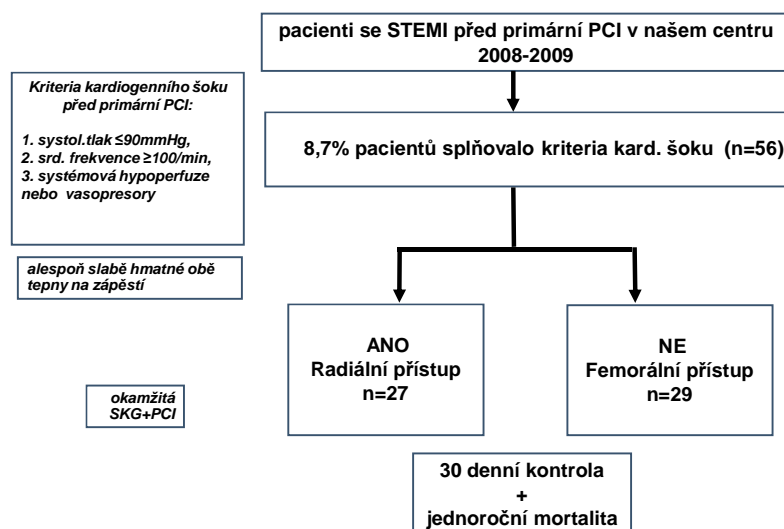 pacienti se STEMI před primární PCI v našem centru
2008-2009
Kriteria kardiogenního šoku
před primární PCI:
1. systol.tlak ≤90mmHg,
2. srd. frekvence ≥100/min,
3. systémová hypoperfuze
nebo vasopresory
8,7% pacientů splňovalo kriteria kard. šoku (n=56)
alespoň slabě hmatné obě
tepny na zápěstí
ANO
Radiální přístup
n=27
NE
Femorální přístup
n=29
okamžitá
SKG+PCI
30 denní kontrola
+
jednoroční mortalita